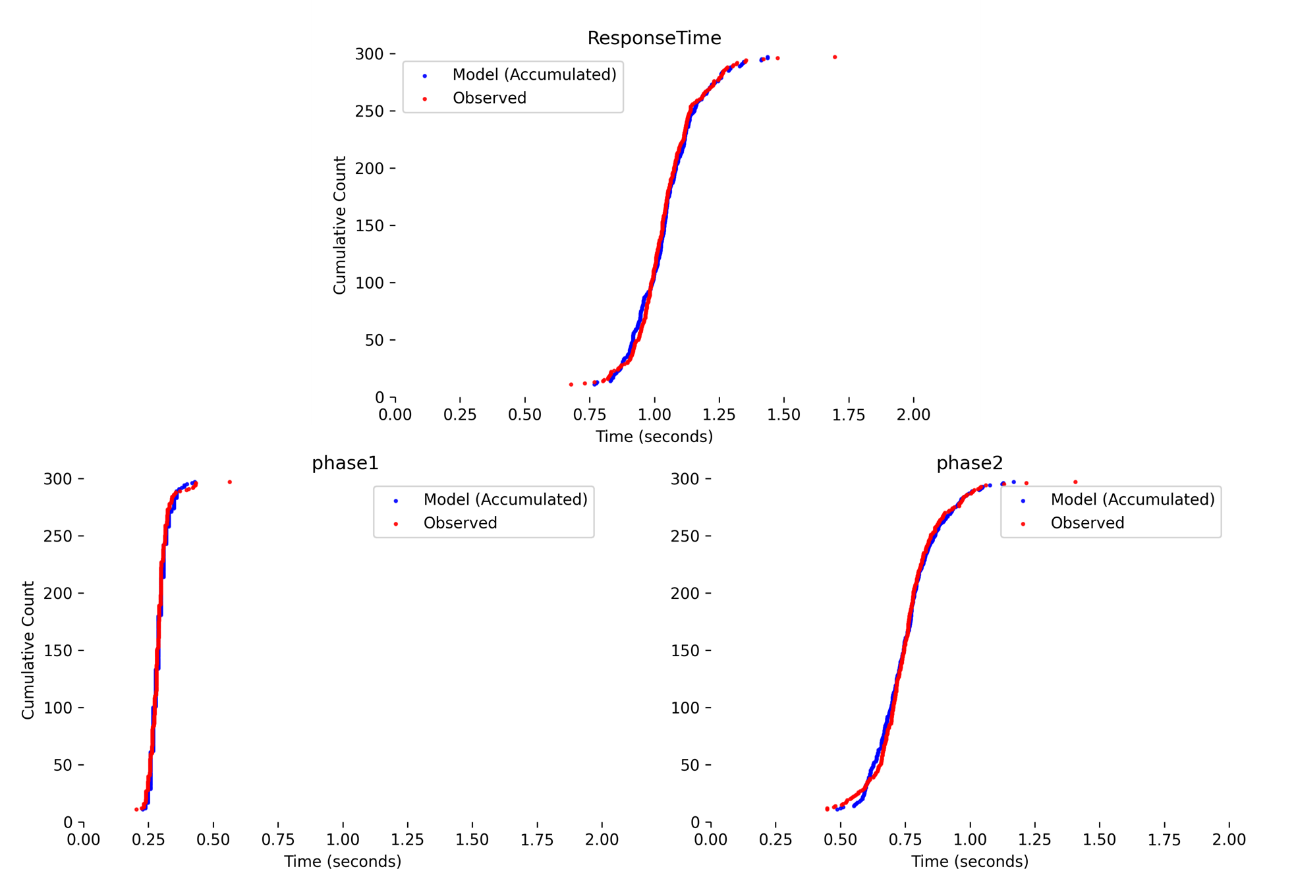 ResponseTime
300
Model (Accumulated)
Observed
250
200
150
100
50
0
Cumulative Count
0.00 0.25 0.50 0.75 1.00 1.25 1.50 1.75 2.00
Time (seconds)
phase1
300
Model (Accumulated)
Observed
250
200
150
100
50
0
Cumulative Count
0.00 0.25 0.50 0.75 1.00 1.25 1.50 1.75 2.00
Time (seconds)
phase2
300
Model (Accumulated)
Observed
250
200
150
100
50
0
0.00 0.25 0.50 0.75 1.00 1.25 1.50 1.75 2.00
Time (seconds)